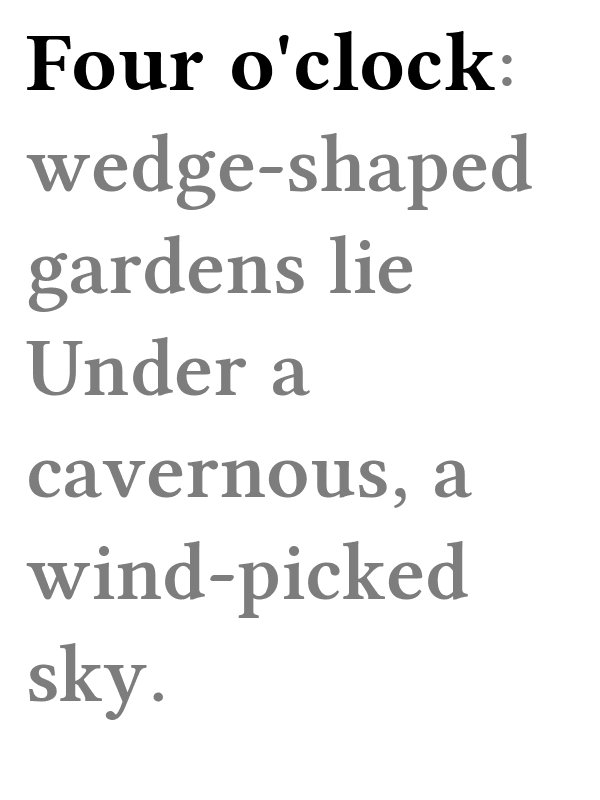 Four o'clock:
wedge-shaped
gardens lie
Under a
cavernous, a
wind-picked
sky.